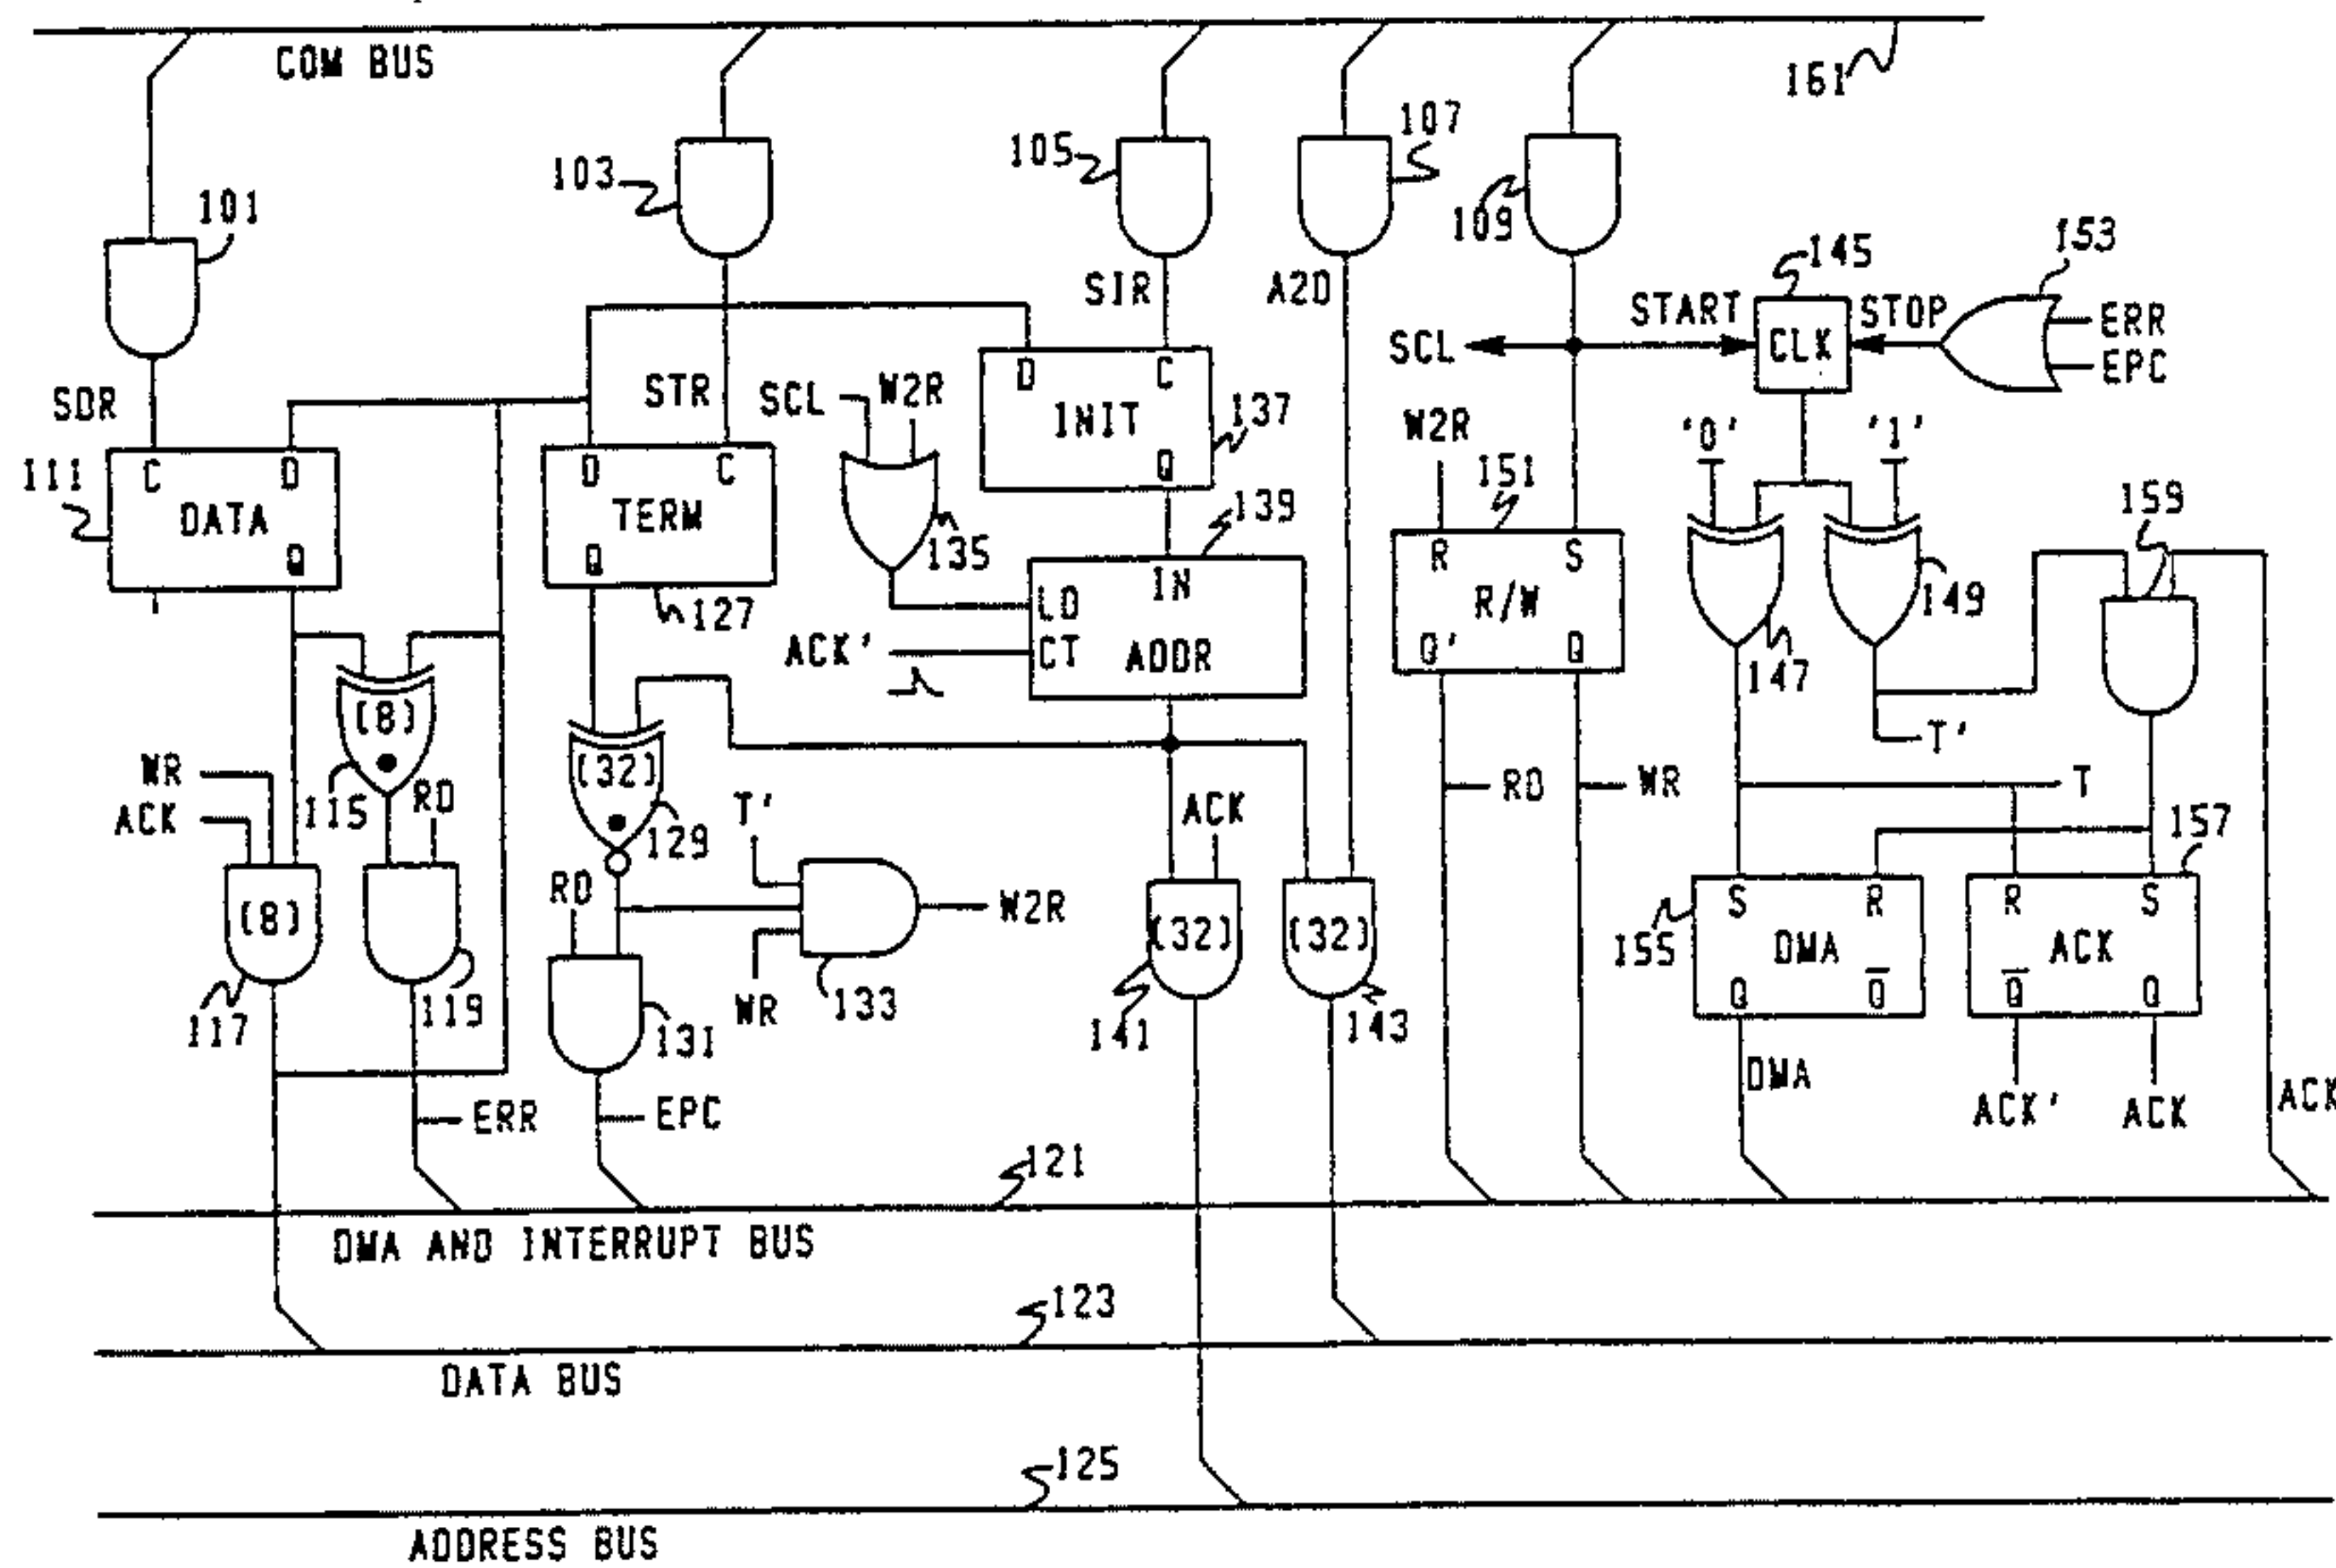 COM BUS
161
107
105
103
109
101
153
145
SIR
A2D
START
STOP
ERR
SCL
CLK
EPC
D C
W2R
STR
SCL
SDR
INIT
137
W2R
'0'
'1'
151
159
C D
D C
Q
139
111
DATA
TERM
135
IN
R S
149
LD
R/W
Q
Q
127
ACK'
CT
ADDR
Q' Q
147
(8)
T'
WR
(32)
RD
WR
T
115
RD
T'
ACK
157
ACK
129
RD
S R
R S
(8)
W2R
(32)
(32)
155
DMA
ACK
Q Q
Q Q
117
119
WR
133
141
143
131
DMA
ERR
EPC
ACK'
ACK
ACK
121
DMA AND INTERRUPT BUS
123
DATA BUS
125
ADDRESS BUS